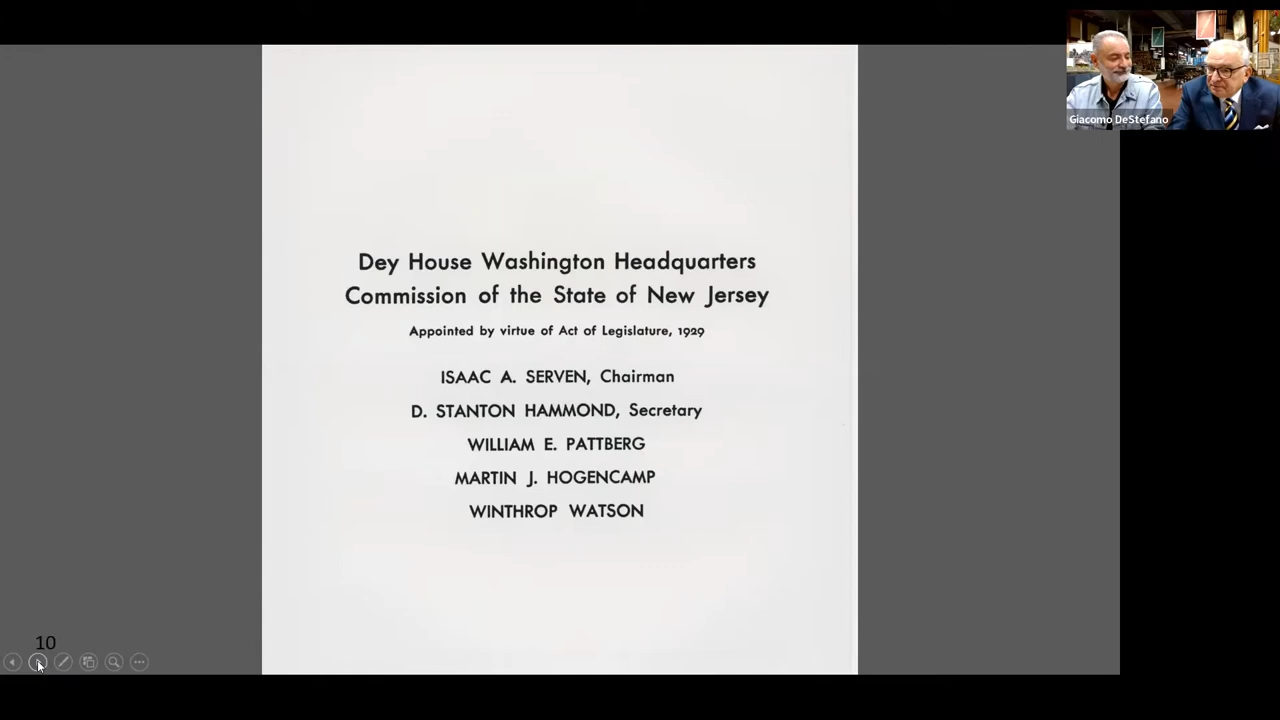 Dey House Washington Headquarters
Commission of the State of New Jersey
Appointed by virtue of Act of Legislature, 1929
ISAAC A. SERVEN, Chairman
D. STANTON HAMMOND, Secretary
WILLIAM E. PATTBERG
MARTIN J. HOGENCAMP
WINTHROP WATSON
Giacomo DeStefano
10